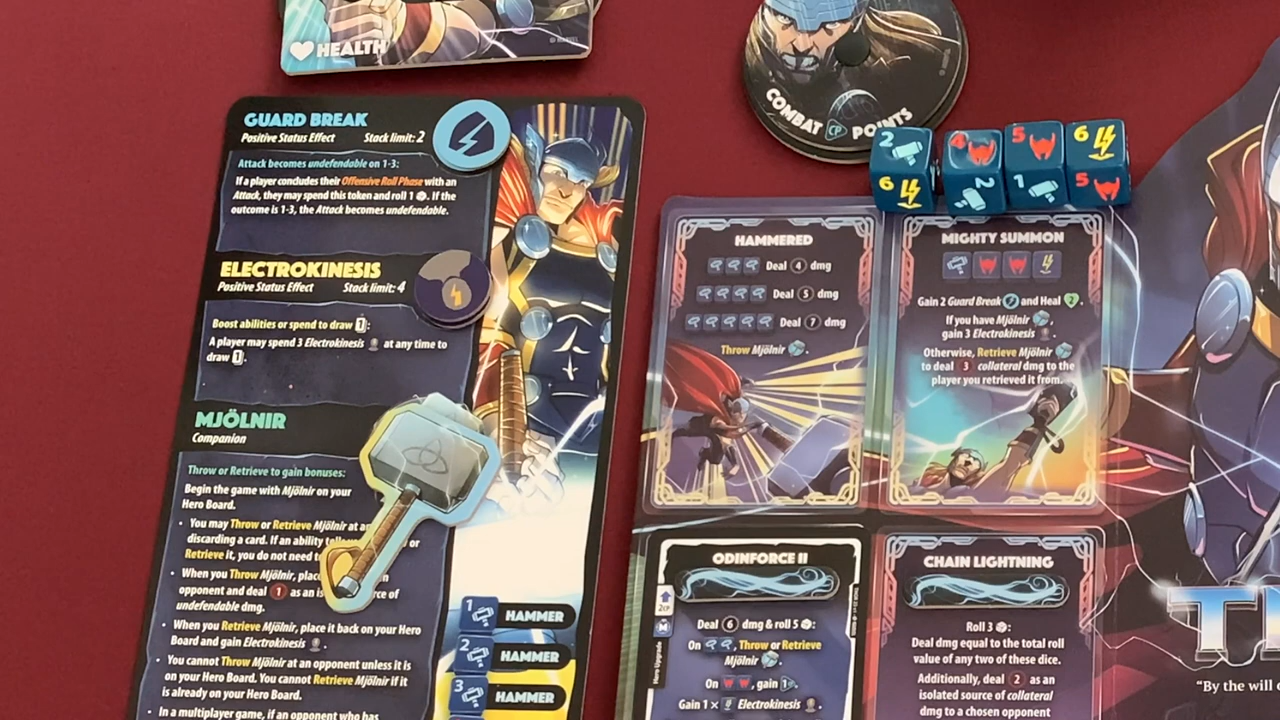 HEALTH
COMBAT CP POINTS
2 4 5 6
6 2 1 5
GUARD BREAK
Positive Status Effect Stack limit: 2
Attack becomes undefendable on 1-3:
If a player concludes their Offensive Roll Phase with an
Attack, they may spend this token and roll 1. If the
outcome is 1-3, the Attack becomes undefendable.
ELECTROKINESIS
Positive Status Effect Stack limit: 4
Boost abilities or spend to draw 1:
A player may spend 3 Electrokinesis at any time to
draw 1.
MJÖLNIR
Companion
Throw or Retrieve to gain bonuses:
Begin the game with Mjölnir on your
Hero Board.
• You may Throw or Retrieve Mjölnir at
discarding a card. If an ability or
Retrieve it, you do not need
• When you Throw Mjölnir,
opponent and deal 1 as an
undefendable dmg.
• When you Retrieve Mjölnir, place it back on your Hero
Board and gain Electrokinesis.
• You cannot Throw Mjölnir at an opponent unless it is
on your Hero Board. You cannot Retrieve Mjölnir if it
is already on your Hero Board.
• In a multiplayer game, if an opponent who has
1 HAMMER
2 HAMMER
3 HAMMER
HAMMERED
Deal 4 dmg
Deal 5 dmg
Deal 7 dmg
Throw Mjölnir.
MIGHTY SUMMON
Gain 2 Guard Break and Heal 2.
If you have Mjölnir,
gain 3 Electrokinesis.
Otherwise, Retrieve Mjölnir
to deal 3 collateral dmg to the
player you retrieved it from.
ODINFORCE II
2CP
Hero Upgrade
Deal 6 dmg & roll 5:
On, Throw or Retrieve
Mjölnir.
On, gain 1.
Gain 1 × Electrokinesis.
CHAIN LIGHTNING
Roll 3:
Deal dmg equal to the total roll
value of any two of these dice.
Additionally, deal 2 as an
isolated source of collateral
dmg to a chosen opponent
"By the will